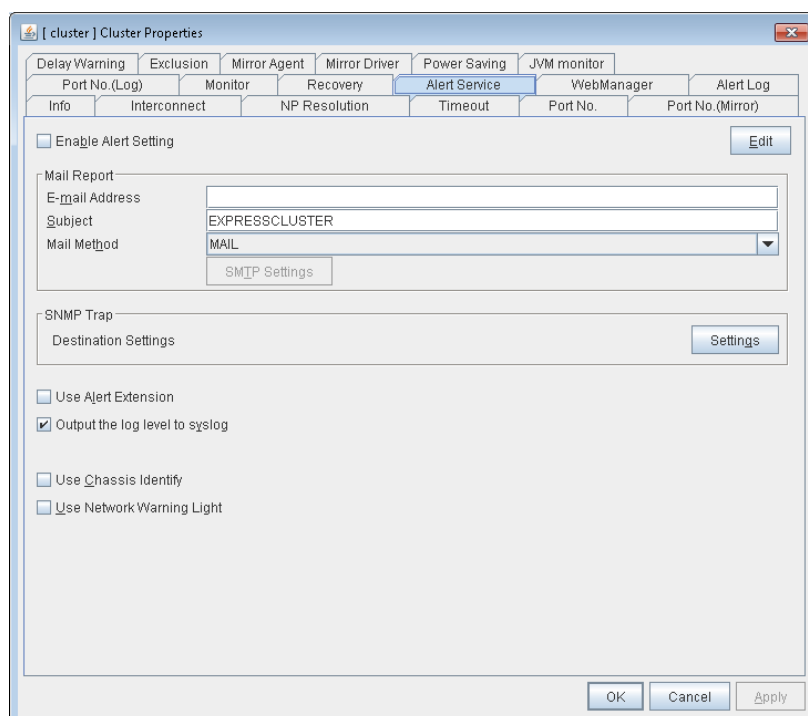 [ cluster ] Cluster Properties
Delay Warning Exclusion Mirror Agent Mirror Driver Power Saving JVM monitor
Port No.(Log) Monitor Recovery Alert Service WebManager Alert Log
Info Interconnect NP Resolution Timeout Port No. Port No.(Mirror)
Enable Alert Setting Edit
Mail Report
E-mail Address
Subject EXPRESSCLUSTER
Mail Method MAIL
SMTP Settings
SNMP Trap
Destination Settings Settings
Use Alert Extension
Output the log level to syslog
Use Chassis Identify
Use Network Warning Light
OK Cancel Apply